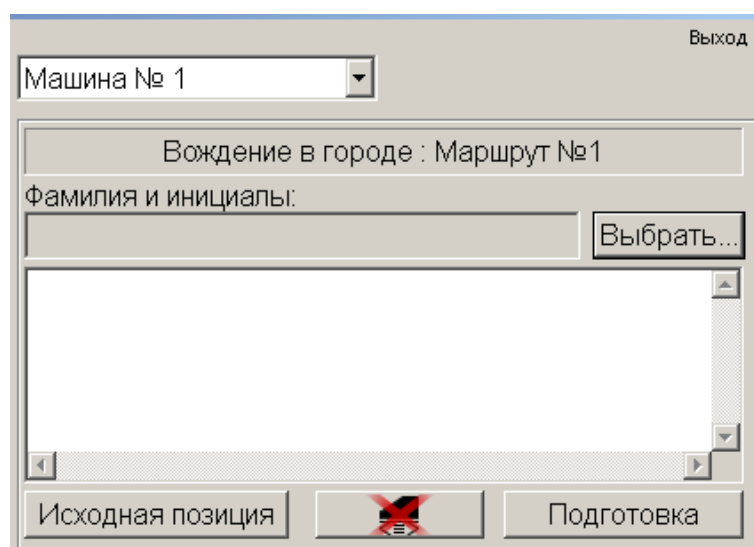 Выход
Машина № 1
Вождение в городе : Маршрут №1
Фамилия и инициалы:
Выбрать...
Исходная позиция
Подготовка